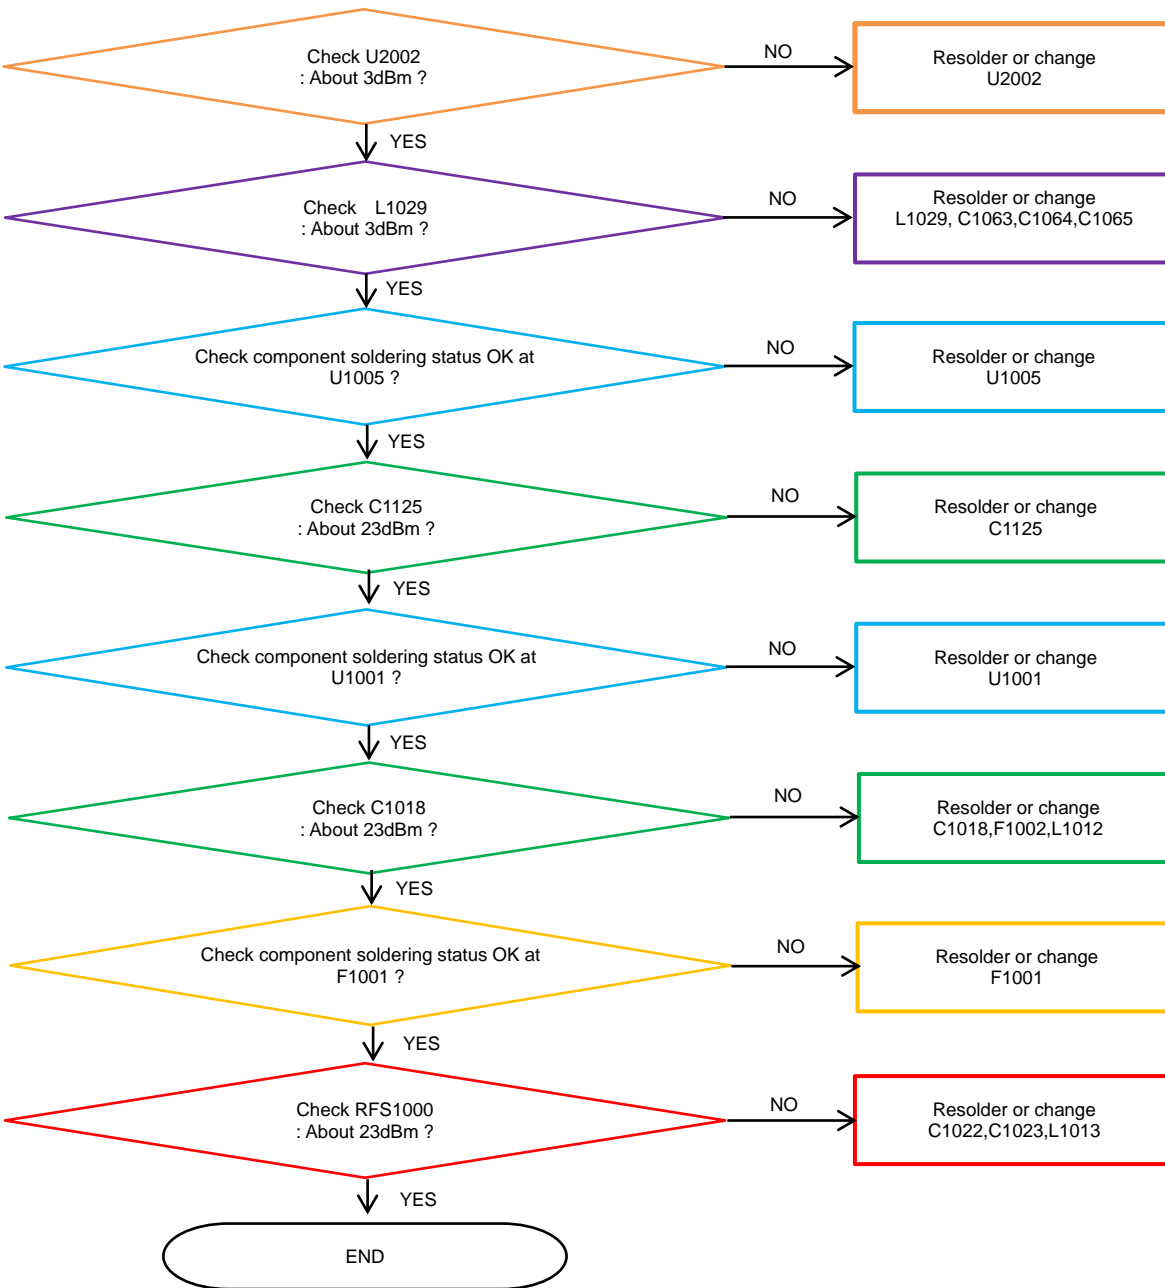 Check U2002
: About 3dBm ?
NO
Resolder or change
U2002
YES
Check L1029
: About 3dBm ?
NO
Resolder or change
L1029, C1063,C1064,C1065
YES
Check component soldering status OK at
U1005 ?
NO
Resolder or change
U1005
YES
Check C1125
: About 23dBm ?
NO
Resolder or change
C1125
YES
Check component soldering status OK at
U1001 ?
NO
Resolder or change
U1001
YES
Check C1018
: About 23dBm ?
NO
Resolder or change
C1018,F1002,L1012
YES
Check component soldering status OK at
F1001 ?
NO
Resolder or change
F1001
YES
Check RFS1000
: About 23dBm ?
NO
Resolder or change
C1022,C1023,L1013
YES
END